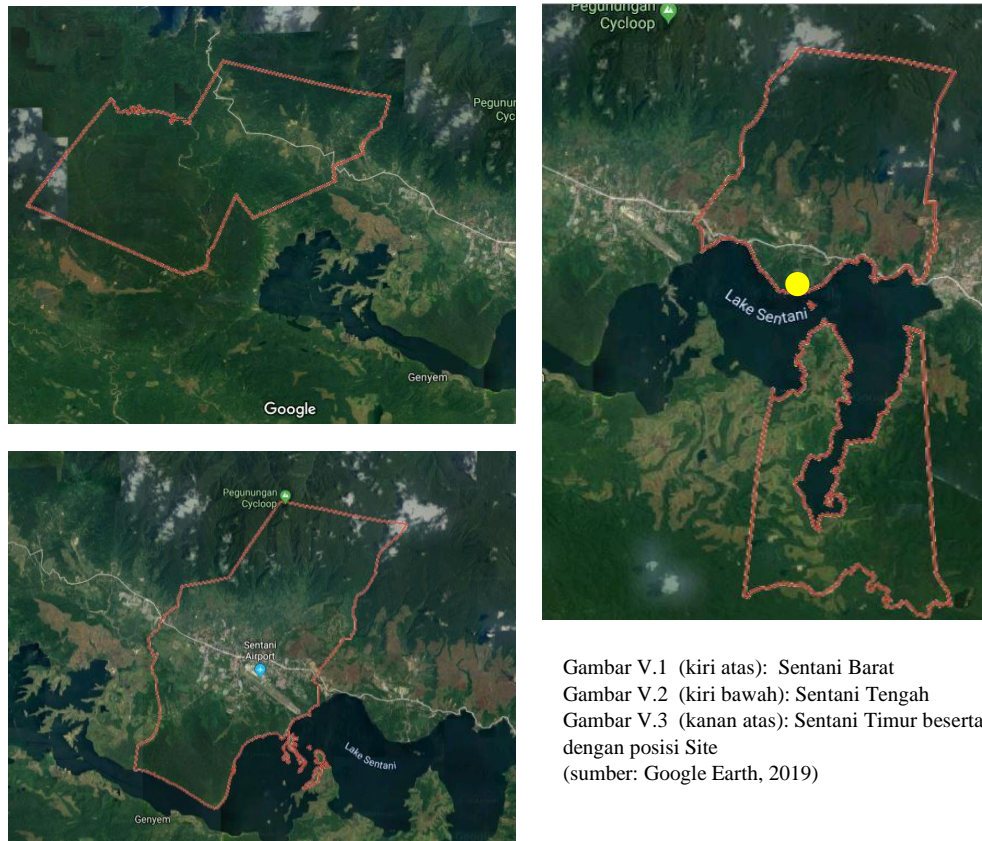 Pegunun
Cyc
Genyem
Google
Pegunungan
Cycloop
Lake Sentani
Pegunungan
Cycloop
Sentani
Airport
Lake Sentani
Genyem
Gambar V.1 (kiri atas): Sentani Barat
Gambar V.2 (kiri bawah): Sentani Tengah
Gambar V.3 (kanan atas): Sentani Timur beserta
dengan posisi Site
(sumber: Google Earth, 2019)